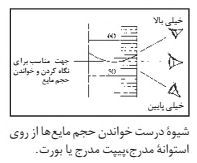 خیلی بالا
جهت مناسب برای
نگاه کردن و خواندن
حجم مایع
خیلی پایین
شیوهٔ درست خواندن حجم مایع‌ها از روی
استوانهٔ مدرج،پیپت مدرج یا بورت.